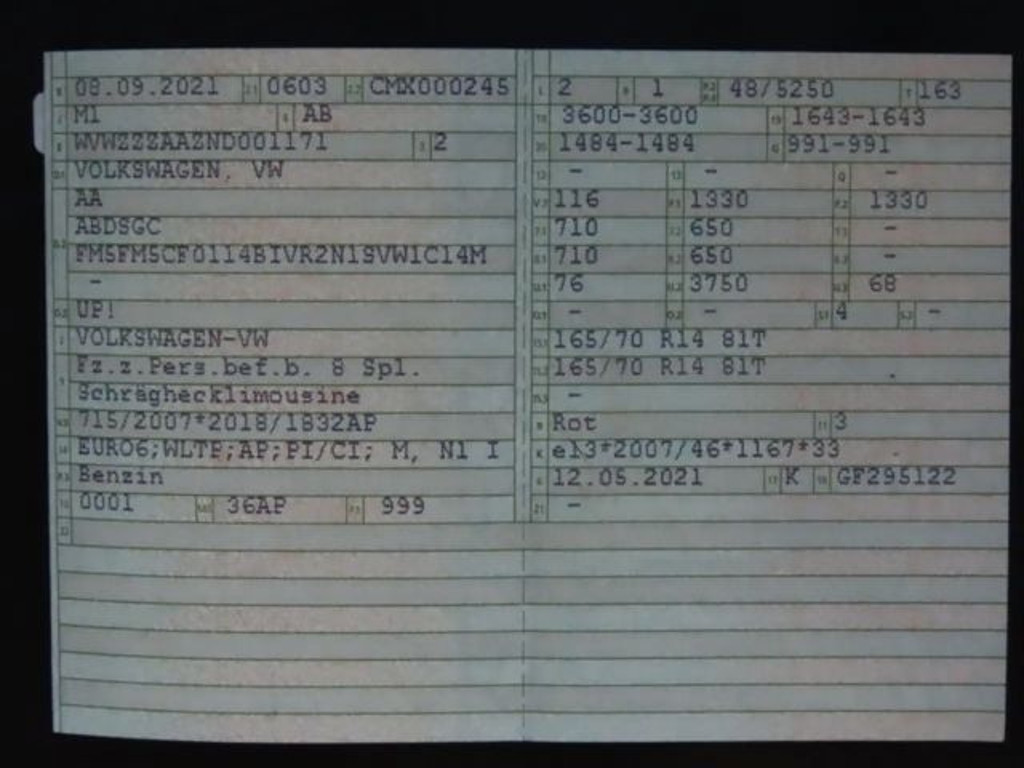 08.09.2021 0603 CMX000245
M1 AB
WVWZZZAAZND001171 2
VOLKSWAGEN, VW
AA
ABDSGC
FM5FM5CF0114BIVR2N1SVW1C14M
-
UP!
VOLKSWAGEN-VW
Fz.z.Pers.bef.b. 8 Spl.
Schräghecklimousine
715/2007*2018/1832AP
EURO6;WLTP;AP;PI/CI; M, N1 I
Benzin
0001 36AP 999
22
2 1 48/5250 163
3600-3600 1643-1643
1484-1484 991-991
- - -
116 1330 1330
710 650 -
710 650 -
76 3750 68
- - 4 -
165/70 R14 81T
165/70 R14 81T
-
Rot 3
e13*2007/46*1167*33
12.05.2021 K GF295122
21 -